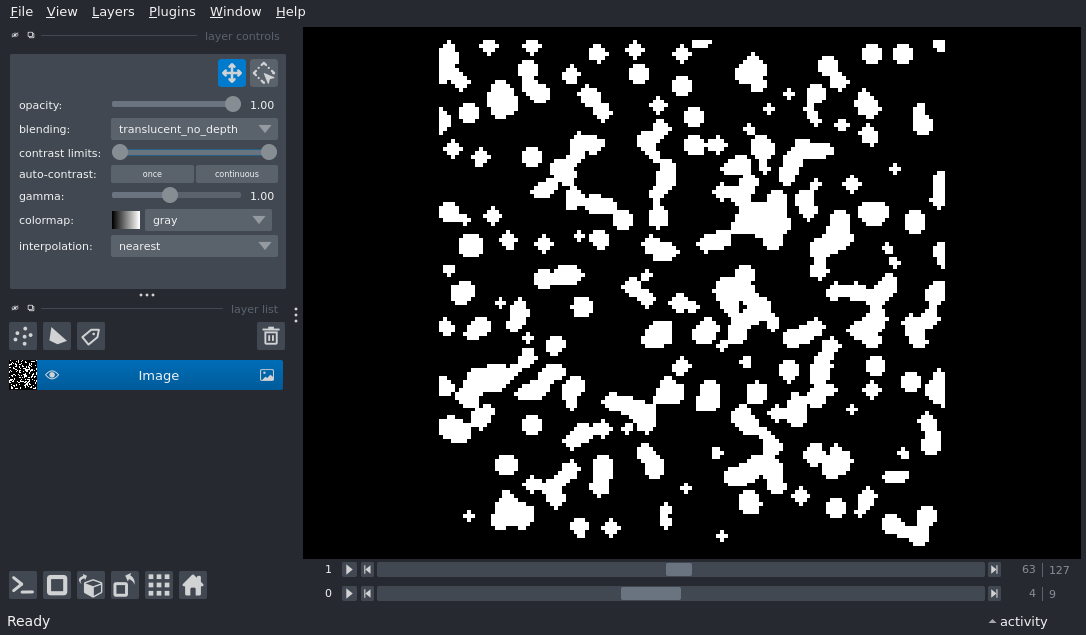 File View Layers Plugins Window Help
layer controls
opacity: 1.00
blending: translucent_no_depth
contrast limits:
auto-contrast: once continuous
gamma: 1.00
colormap: gray
interpolation: nearest
layer list
Image
1 63 127
0 4 9
Ready activity